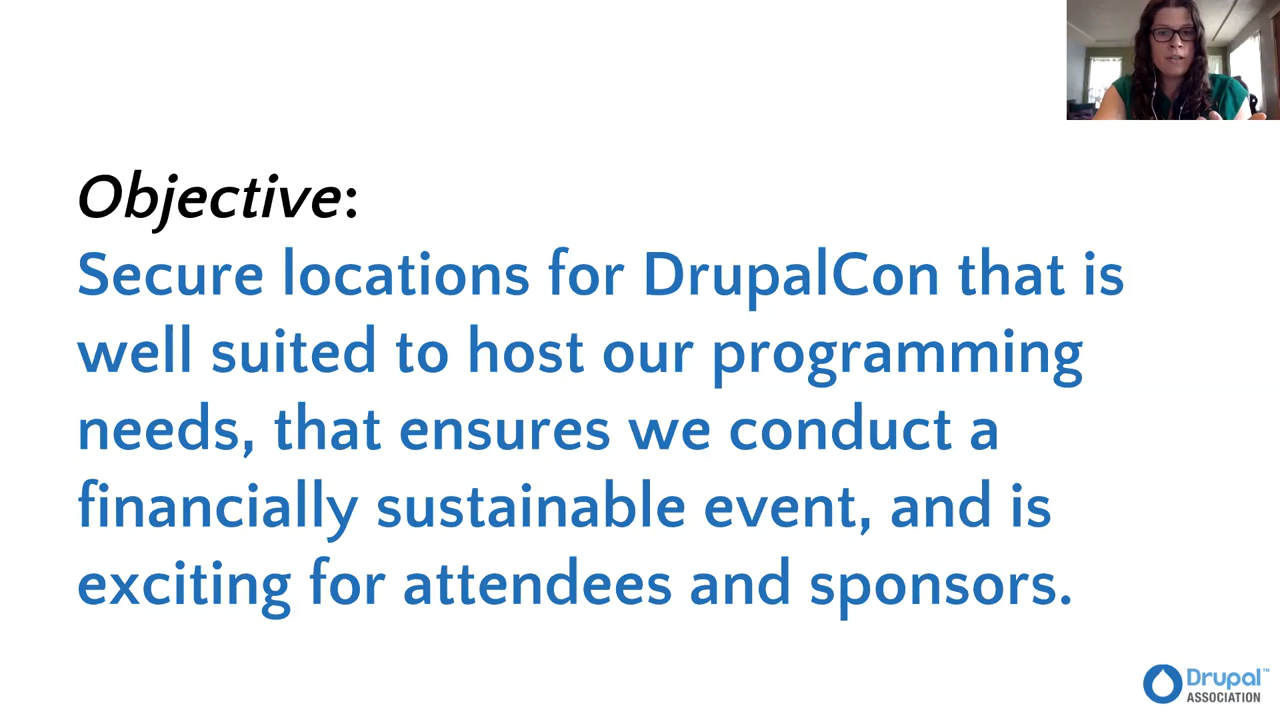 Objective:
Secure locations for DrupalCon that is
well suited to host our programming
needs, that ensures we conduct a
financially sustainable event, and is
exciting for attendees and sponsors.
Drupal™
ASSOCIATION